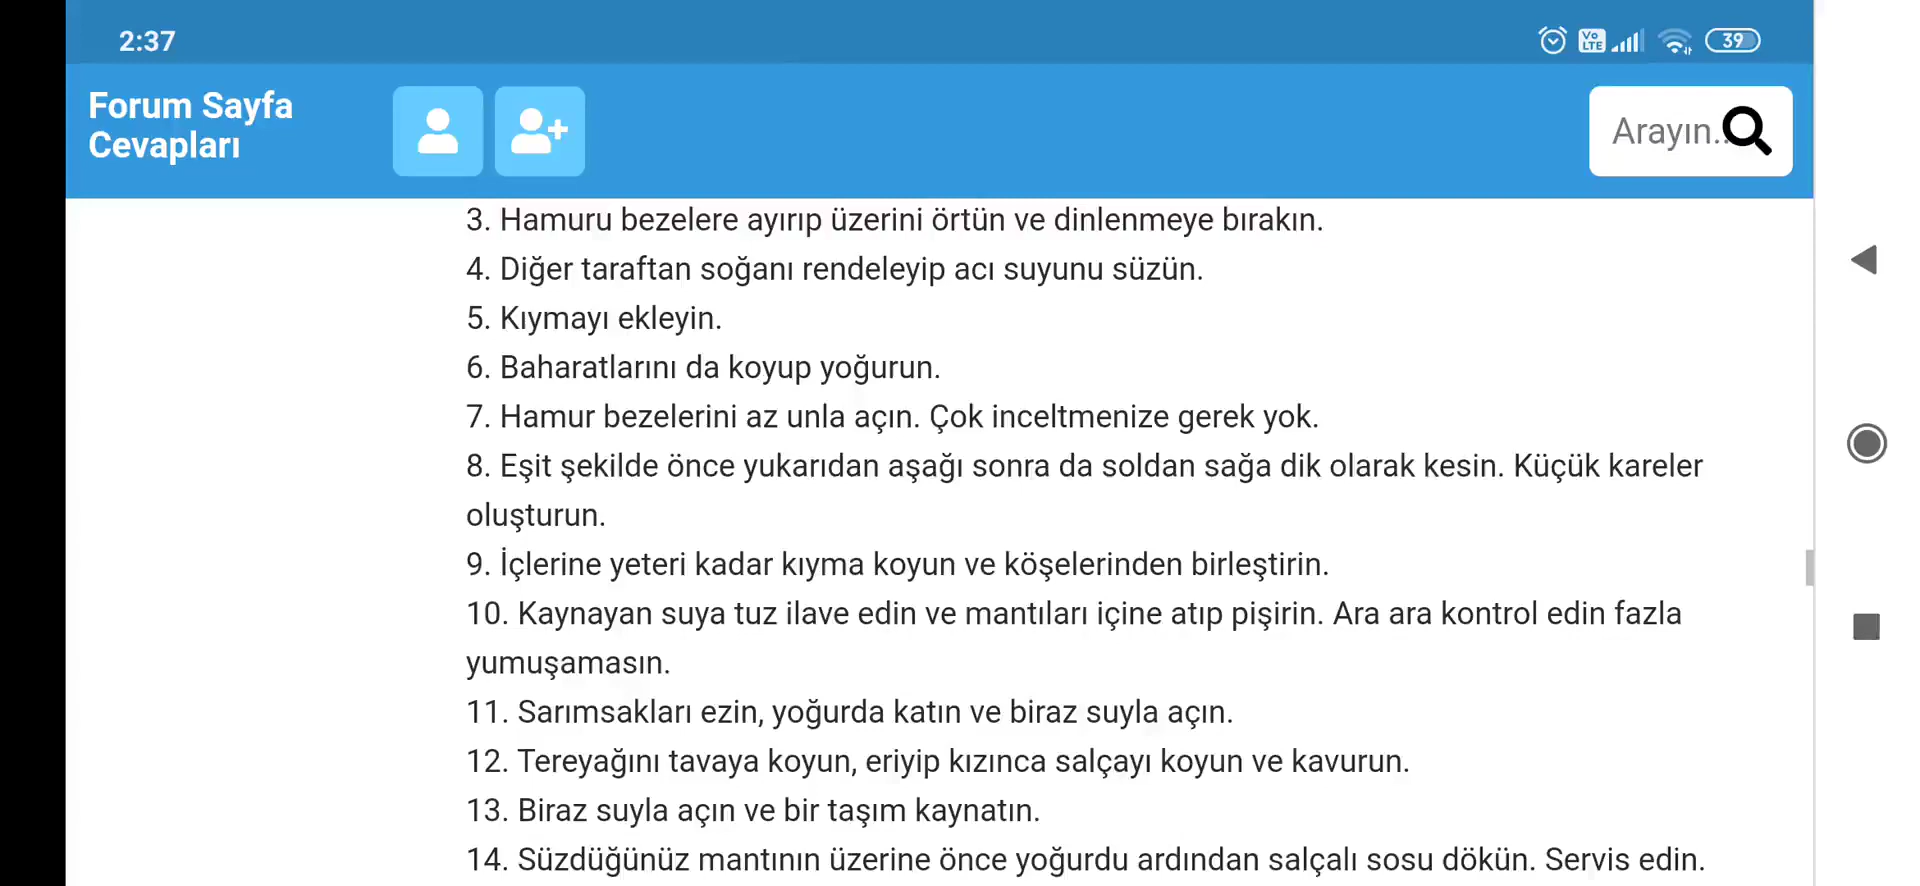 2:37
Vo LTE
39
Forum Sayfa
Cevapları
Arayın..
3. Hamuru bezelere ayırıp üzerini örtün ve dinlenmeye bırakın.
4. Diğer taraftan soğanı rendeleyip acı suyunu süzün.
5. Kıymayı ekleyin.
6. Baharatlarını da koyup yoğurun.
7. Hamur bezelerini az unla açın. Çok inceltmenize gerek yok.
8. Eşit şekilde önce yukarıdan aşağı sonra da soldan sağa dik olarak kesin. Küçük kareler
oluşturun.
9. İçlerine yeteri kadar kıyma koyun ve köşelerinden birleştirin.
10. Kaynayan suya tuz ilave edin ve mantıları içine atıp pişirin. Ara ara kontrol edin fazla
yumuşamasın.
11. Sarımsakları ezin, yoğurda katın ve biraz suyla açın.
12. Tereyağını tavaya koyun, eriyip kızınca salçayı koyun ve kavurun.
13. Biraz suyla açın ve bir taşım kaynatın.
14. Süzdüğünüz mantının üzerine önce yoğurdu ardından salçalı sosu dökün. Servis edin.